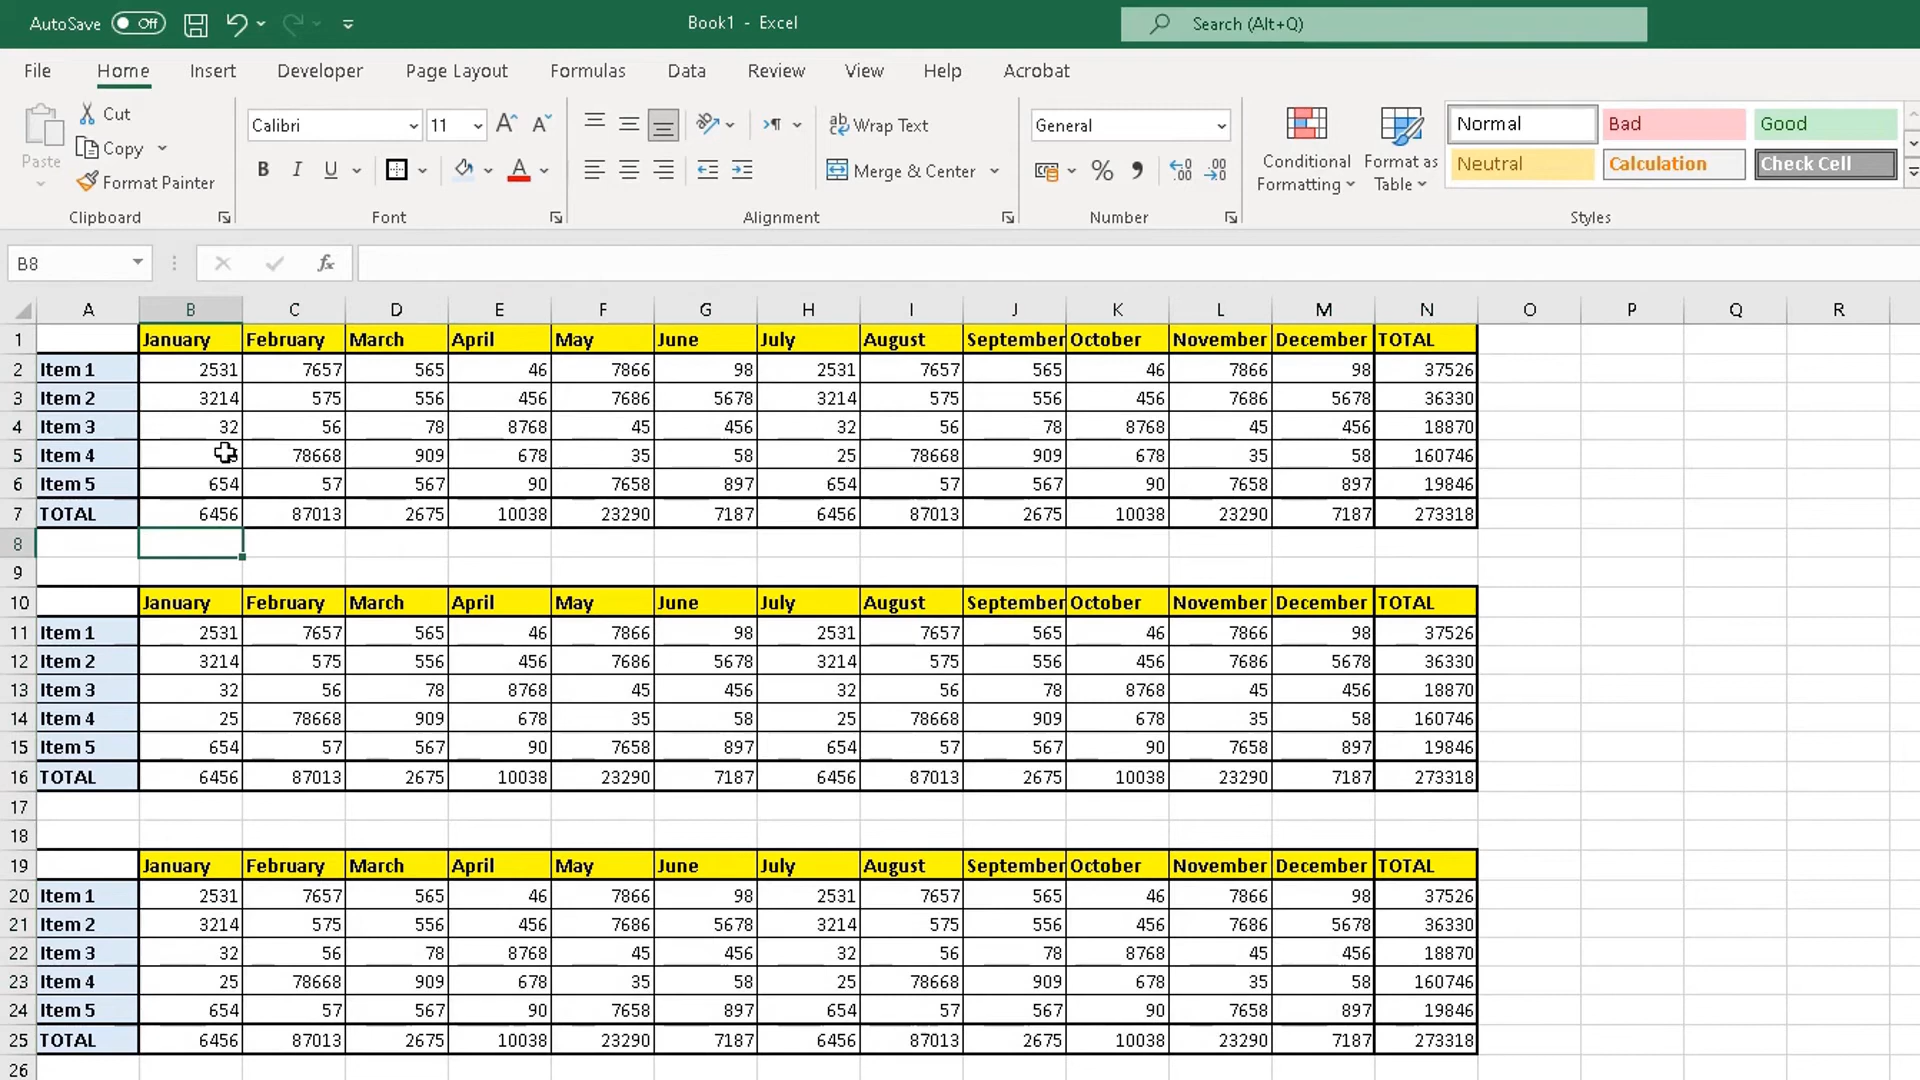 AutoSave Off Book1 - Excel Search (Alt+Q)
File Home Insert Developer Page Layout Formulas Data Review View Help Acrobat
Paste Cut Copy Format Painter
Calibri 11
B I U A
Wrap Text
Merge & Center
General
Conditional Formatting Format as Table
Normal Bad Good
Neutral Calculation Check Cell
Clipboard Font Alignment Number Styles
B8 fx
A B C D E F G H I J K L M N O P Q R
1 January February March April May June July August September October November December TOTAL
2 Item 1 2531 7657 565 46 7866 98 2531 7657 565 46 7866 98 37526
3 Item 2 3214 575 556 456 7686 5678 3214 575 556 456 7686 5678 36330
4 Item 3 32 56 78 8768 45 456 32 56 78 8768 45 456 18870
5 Item 4 78668 909 678 35 58 25 78668 909 678 35 58 160746
6 Item 5 654 57 567 90 7658 897 654 57 567 90 7658 897 19846
7 TOTAL 6456 87013 2675 10038 23290 7187 6456 87013 2675 10038 23290 7187 273318
8
9
10 January February March April May June July August September October November December TOTAL
11 Item 1 2531 7657 565 46 7866 98 2531 7657 565 46 7866 98 37526
12 Item 2 3214 575 556 456 7686 5678 3214 575 556 456 7686 5678 36330
13 Item 3 32 56 78 8768 45 456 32 56 78 8768 45 456 18870
14 Item 4 25 78668 909 678 35 58 25 78668 909 678 35 58 160746
15 Item 5 654 57 567 90 7658 897 654 57 567 90 7658 897 19846
16 TOTAL 6456 87013 2675 10038 23290 7187 6456 87013 2675 10038 23290 7187 273318
17
18
19 January February March April May June July August September October November December TOTAL
20 Item 1 2531 7657 565 46 7866 98 2531 7657 565 46 7866 98 37526
21 Item 2 3214 575 556 456 7686 5678 3214 575 556 456 7686 5678 36330
22 Item 3 32 56 78 8768 45 456 32 56 78 8768 45 456 18870
23 Item 4 25 78668 909 678 35 58 25 78668 909 678 35 58 160746
24 Item 5 654 57 567 90 7658 897 654 57 567 90 7658 897 19846
25 TOTAL 6456 87013 2675 10038 23290 7187 6456 87013 2675 10038 23290 7187 273318
26